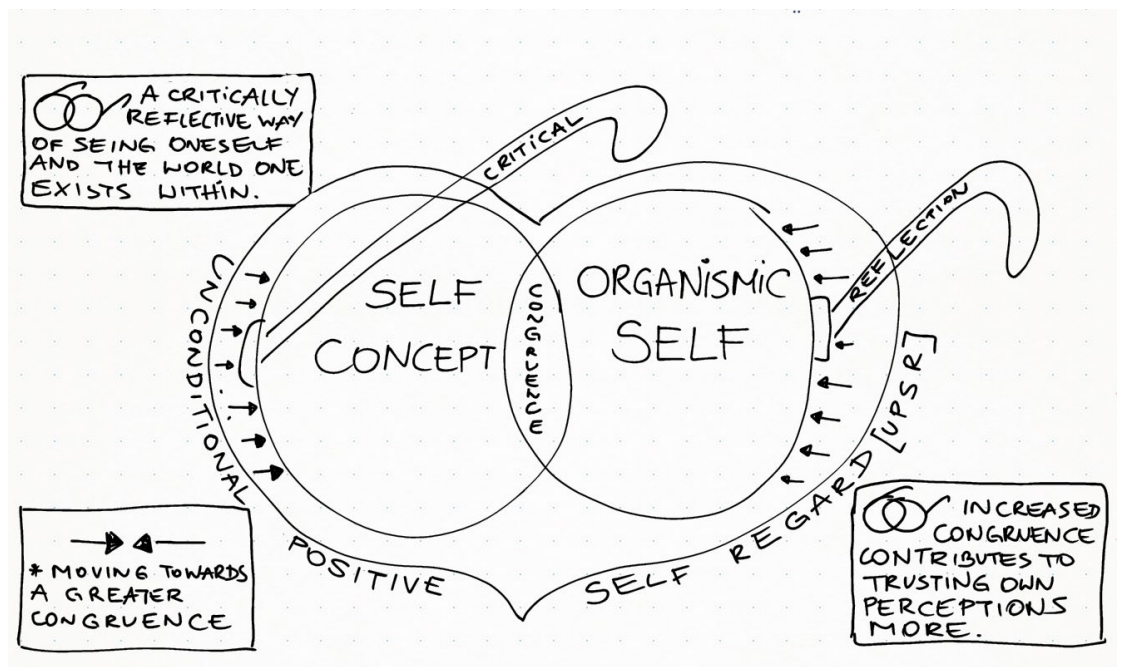 A CRITICALLY
REFLECTIVE WAY
OF SEING ONESELF
AND THE WORLD ONE
EXISTS WITHIN.
CRITICAL
REFLECTION
SELF
CONCEPT
CONGRUENCE
ORGANISMIC
SELF
UNCONDITIONAL
POSITIVE
SELF
REGARD [UPSR]
* MOVING TOWARDS
A GREATER
CONGRUENCE
INCREASED
CONGRUENCE
CONTRIBUTES TO
TRUSTING OWN
PERCEPTIONS
MORE.